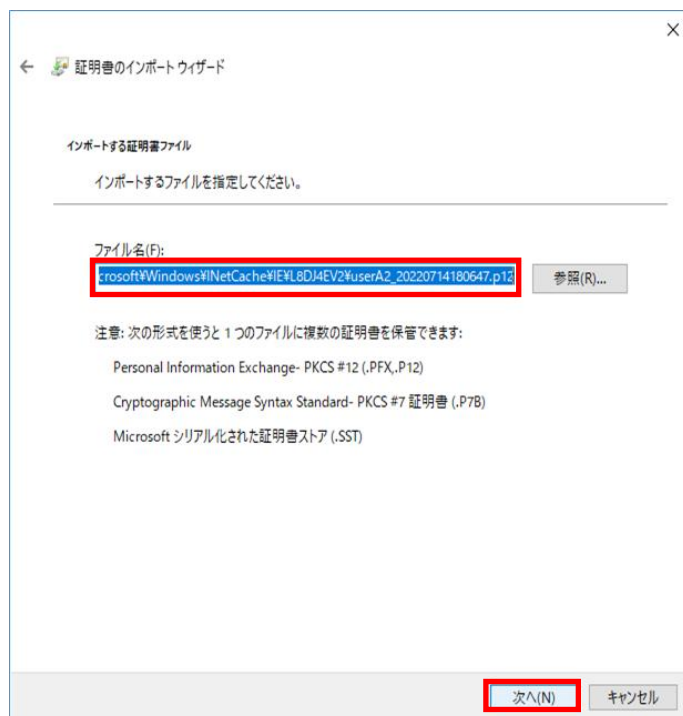 証明書のインポート ウィザード
インポートする証明書ファイル
インポートするファイルを指定してください。
ファイル名(F):
crosoft¥Windows¥INetCache¥IE¥L8DJ4EV2¥userA2_20220714180647.p12
参照(R)...
注意: 次の形式を使うと 1 つのファイルに複数の証明書を保管できます:
Personal Information Exchange- PKCS #12 (.PFX,.P12)
Cryptographic Message Syntax Standard- PKCS #7 証明書 (.P7B)
Microsoft シリアル化された証明書ストア (.SST)
次へ(N)
キャンセル